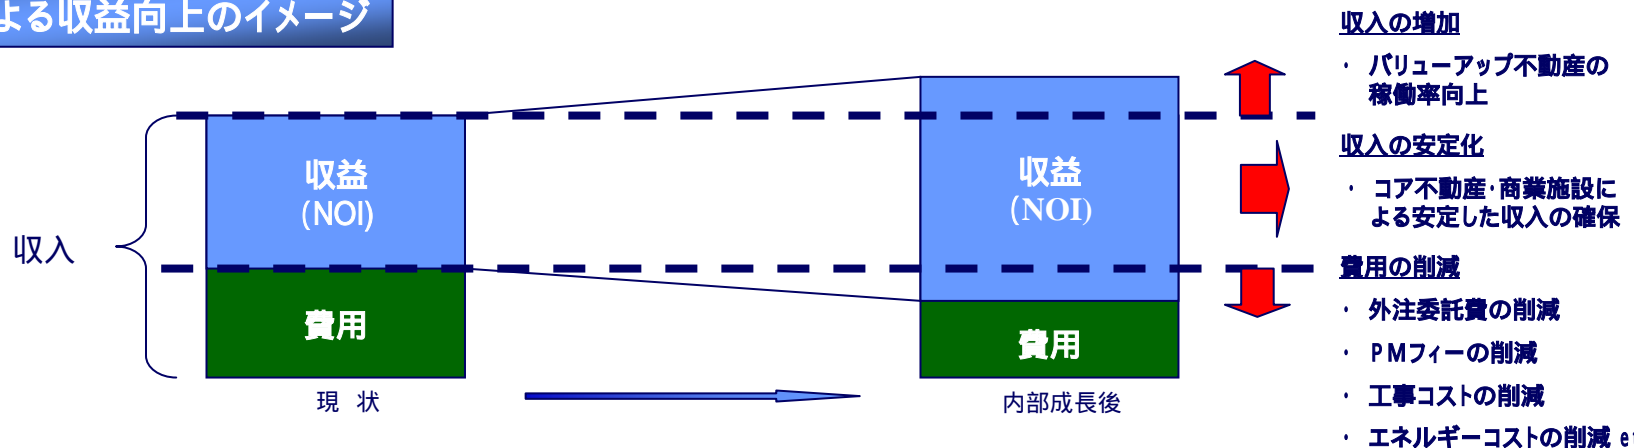 よる収益向上のイメージ
収入の増加
・ バリューアップ不動産の
稼働率向上
収入の安定化
・ コア不動産・商業施設に
よる安定した収入の確保
費用の削減
・ 外注委託費の削減
・ PMフィーの削減
・ 工事コストの削減
・ エネルギーコストの削減
収入
収益
(NOI)
費用
現 状
収益
(NOI)
費用
内部成長後